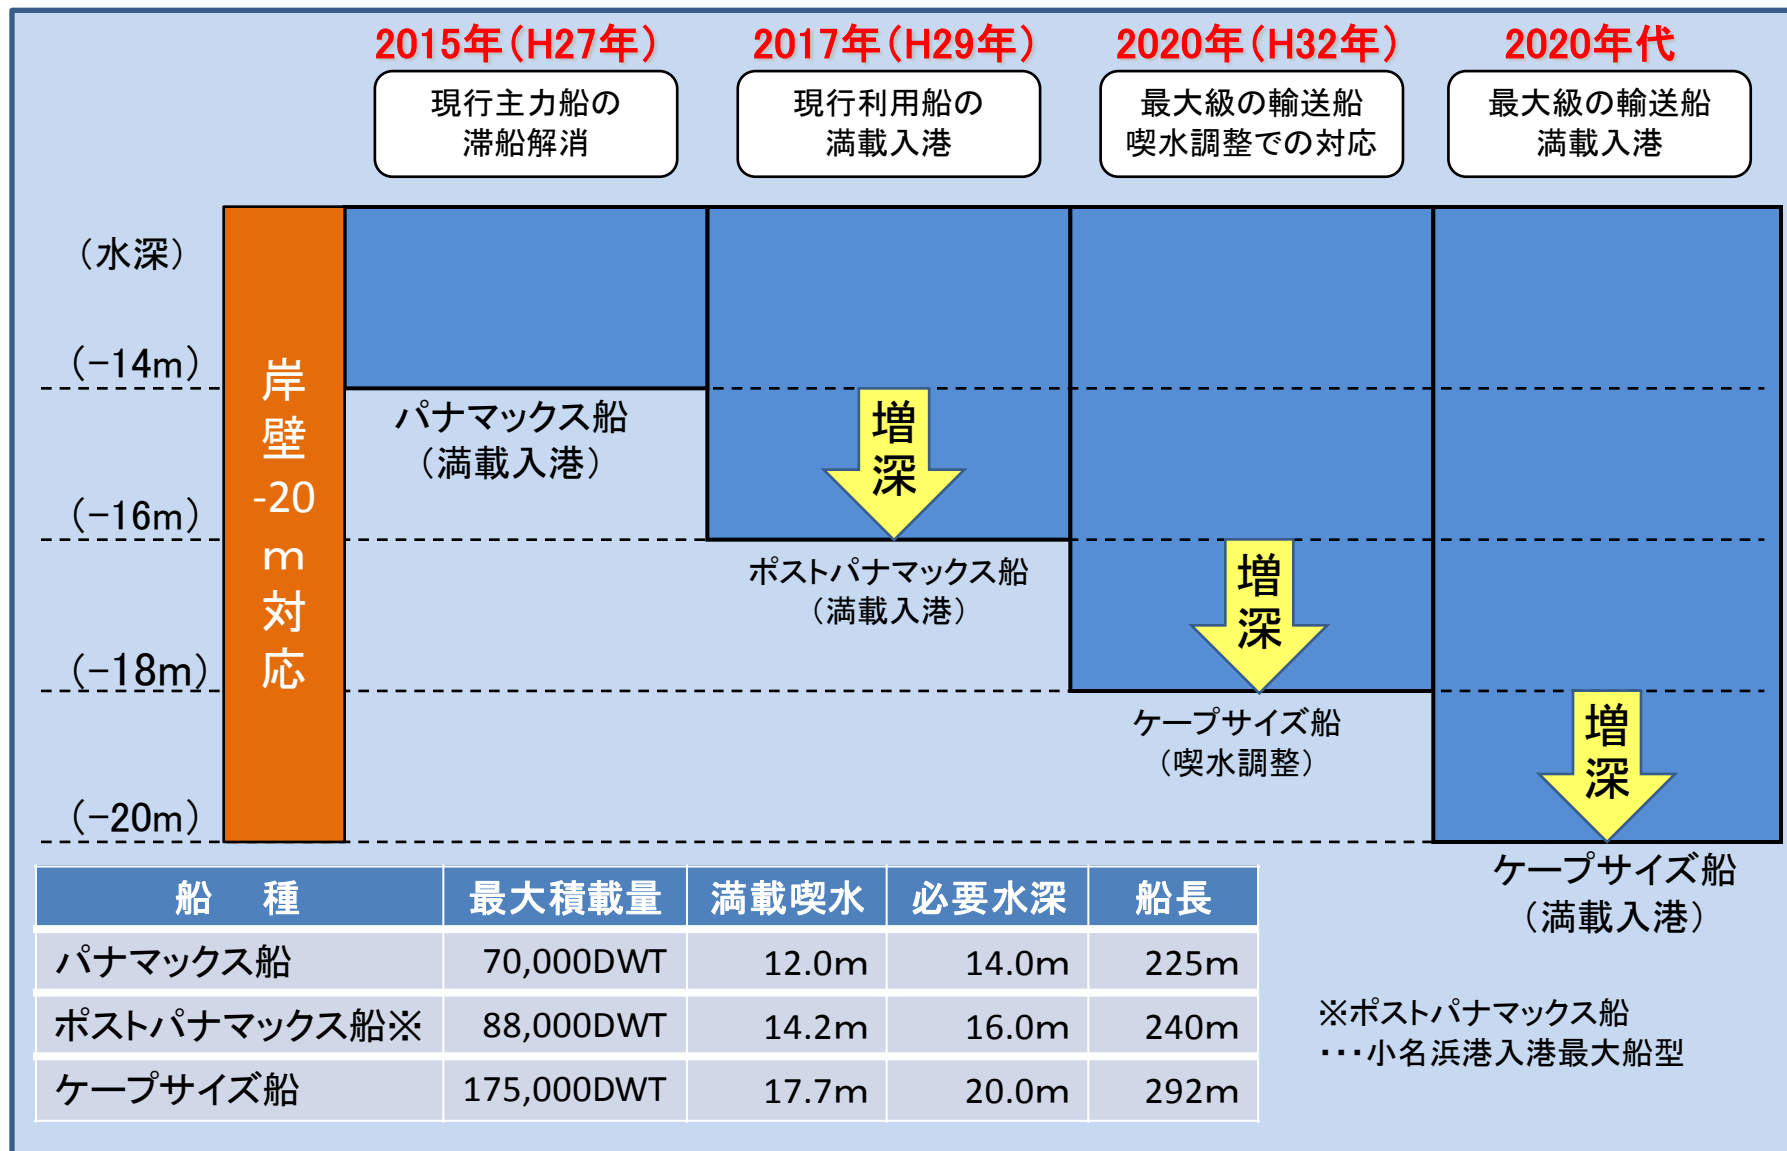 2015年(H27年)
現行主力船の
滞船解消
2017年(H29年)
現行利用船の
満載入港
2020年(H32年)
最大級の輸送船
喫水調整での対応
2020年代
最大級の輸送船
満載入港
(水深)
(-14m)
(-16m)
(-18m)
(-20m)
岸壁-20m対応
パナマックス船
(満載入港)
増深
ポストパナマックス船
(満載入港)
増深
ケープサイズ船
(喫水調整)
増深
ケープサイズ船
(満載入港)
船 種 最大積載量 満載喫水 必要水深 船長
パナマックス船 70,000DWT 12.0m 14.0m 225m
ポストパナマックス船※ 88,000DWT 14.2m 16.0m 240m
ケープサイズ船 175,000DWT 17.7m 20.0m 292m
※ポストパナマックス船
・・・小名浜港入港最大船型